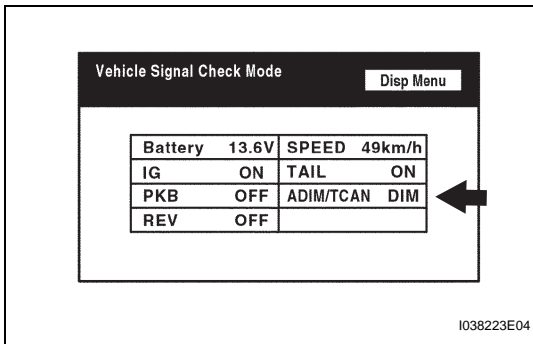 Vehicle Signal Check Mode
Disp Menu
Battery 13.6V SPEED 49km/h
IG ON TAIL ON
PKB OFF ADIM/TCAN DIM
REV OFF
I038223E04